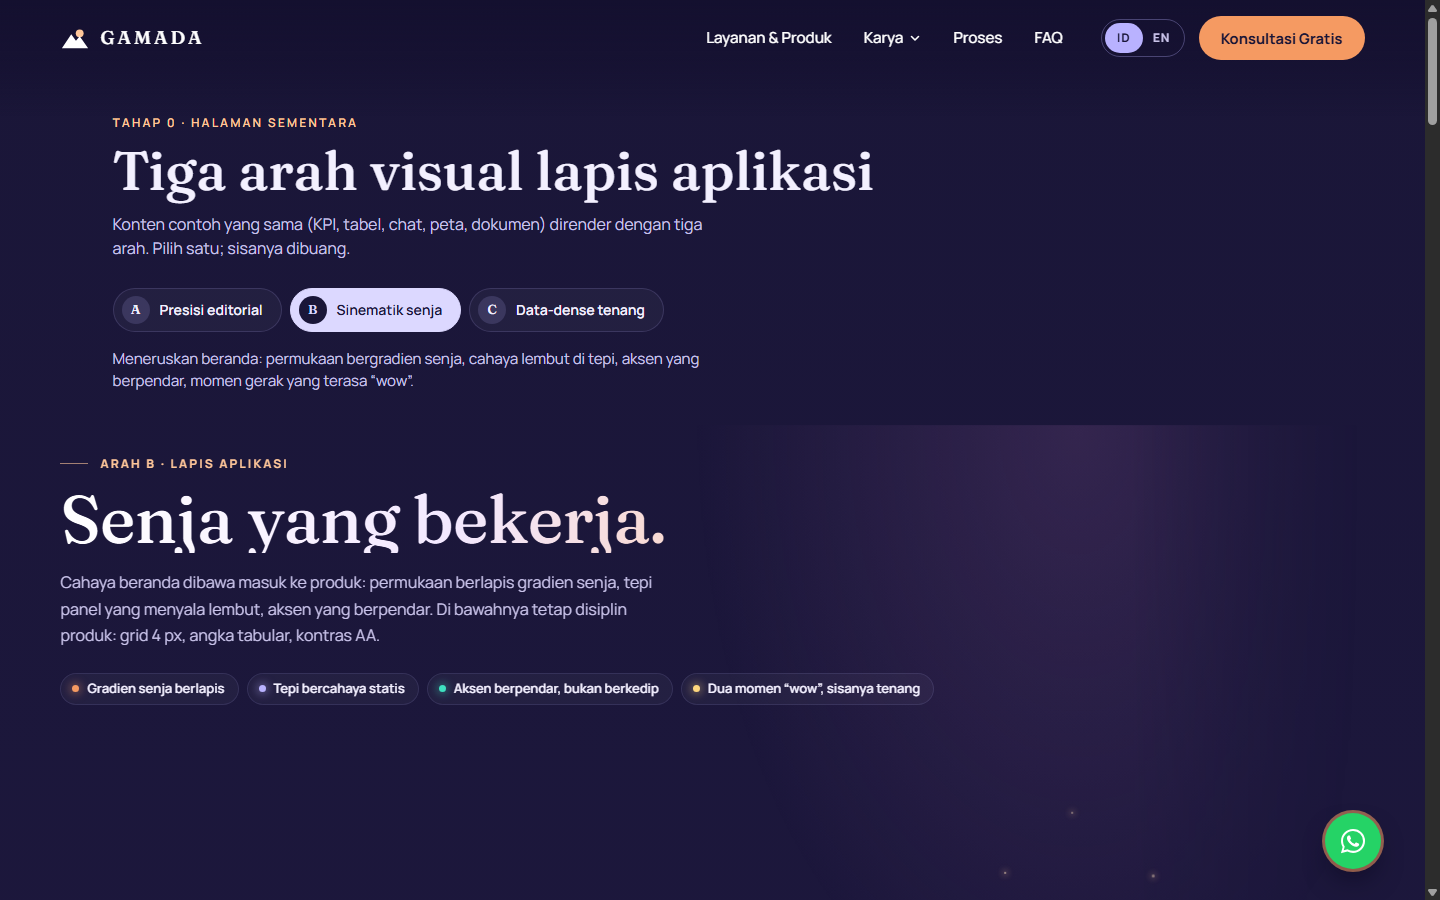 GAMADA
Layanan & Produk
Karya
Proses
FAQ
ID
EN
Konsultasi Gratis
TAHAP 0 · HALAMAN SEMENTARA
Tiga arah visual lapis aplikasi
Konten contoh yang sama (KPI, tabel, chat, peta, dokumen) dirender dengan tiga
arah. Pilih satu; sisanya dibuang.
A Presisi editorial
B Sinematik senja
C Data-dense tenang
Meneruskan beranda: permukaan bergradien senja, cahaya lembut di tepi, aksen yang
berpendar, momen gerak yang terasa “wow”.
ARAH B · LAPIS APLIKASI
Senja yang bekerja.
Cahaya beranda dibawa masuk ke produk: permukaan berlapis gradien senja, tepi
panel yang menyala lembut, aksen yang berpendar. Di bawahnya tetap disiplin
produk: grid 4 px, angka tabular, kontras AA.
Gradien senja berlapis
Tepi bercahaya statis
Aksen berpendar, bukan berkedip
Dua momen “wow”, sisanya tenang